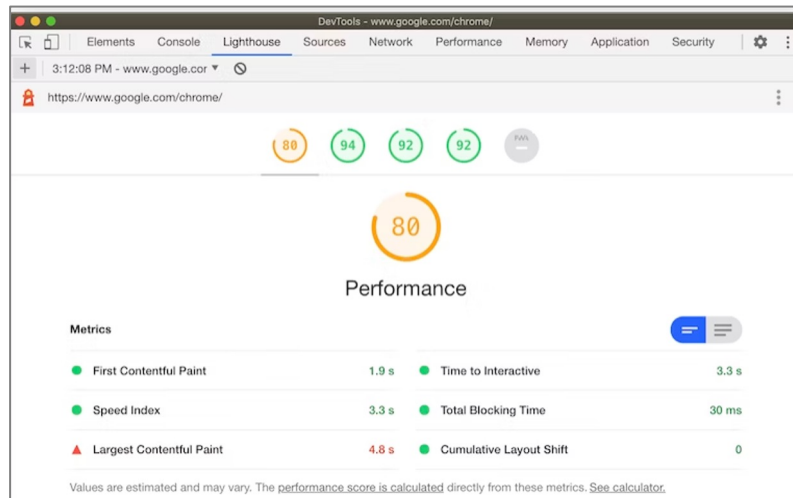 DevTools - www.google.com/chrome/
Elements Console Lighthouse Sources Network Performance Memory Application Security
+ 3:12:08 PM - www.google.cor
https://www.google.com/chrome/
80 94 92 92 PWA
80
Performance
Metrics
First Contentful Paint 1.9 s Time to Interactive 3.3 s
Speed Index 3.3 s Total Blocking Time 30 ms
Largest Contentful Paint 4.8 s Cumulative Layout Shift 0
Values are estimated and may vary. The performance score is calculated directly from these metrics. See calculator.